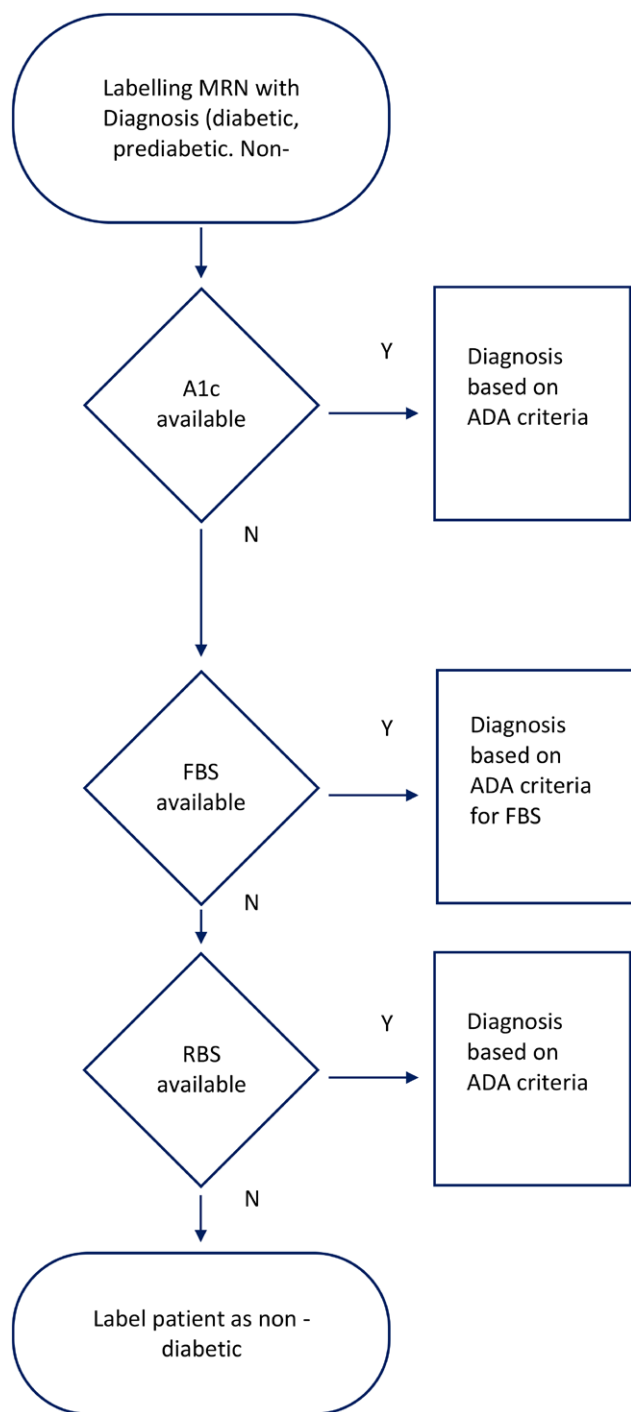 Labelling MRN with
Diagnosis (diabetic,
prediabetic. Non-
A1c
available
Y
Diagnosis
based on
ADA criteria
N
FBS
available
Y
Diagnosis
based on
ADA criteria
for FBS
N
RBS
available
Y
Diagnosis
based on
ADA criteria
N
Label patient as non -
diabetic